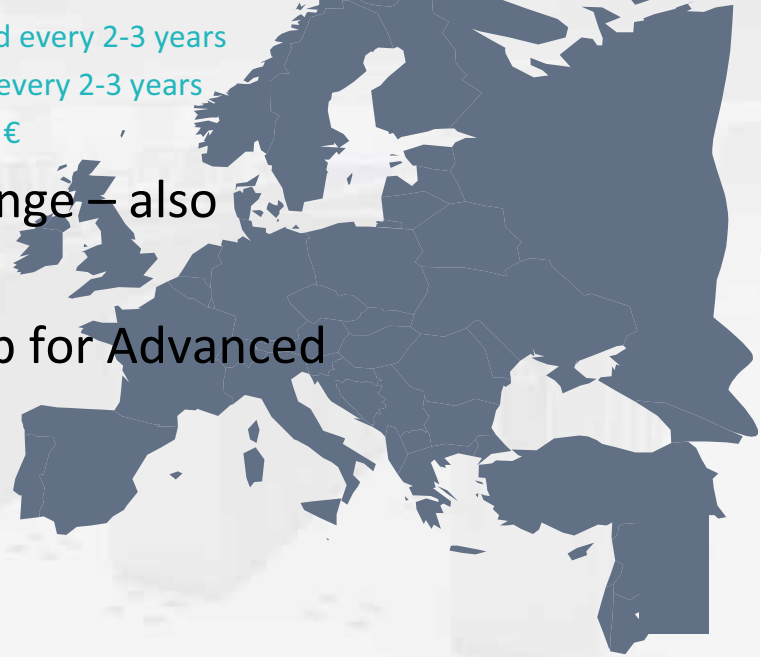 d every 2-3 years
every 2-3 years
€
nge – also
o for Advanced